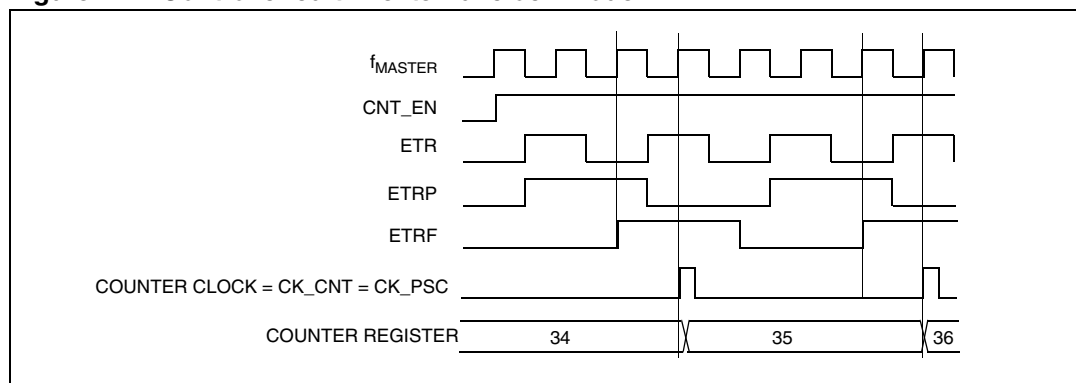 fMASTER
CNT_EN
ETR
ETRP
ETRF
COUNTER CLOCK = CK_CNT = CK_PSC
COUNTER REGISTER 34 35 36